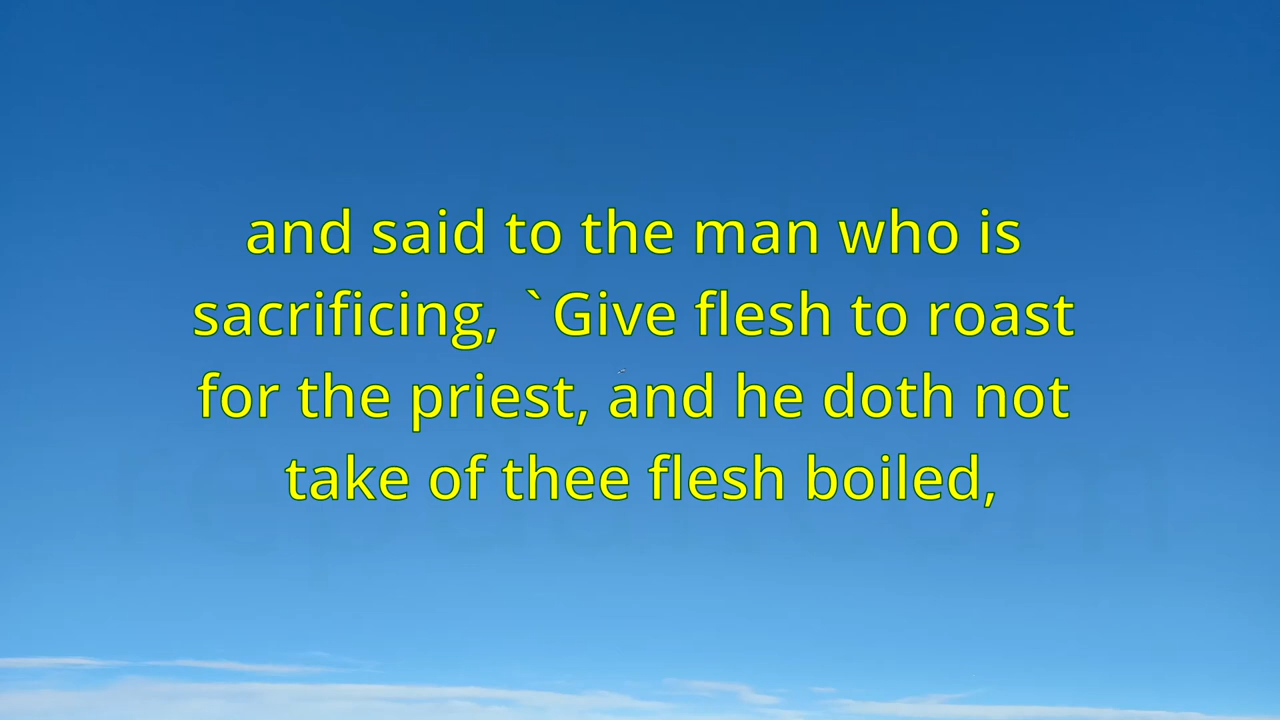 and said to the man who is
sacrificing, `Give flesh to roast
for the priest, and he doth not
take of thee flesh boiled,